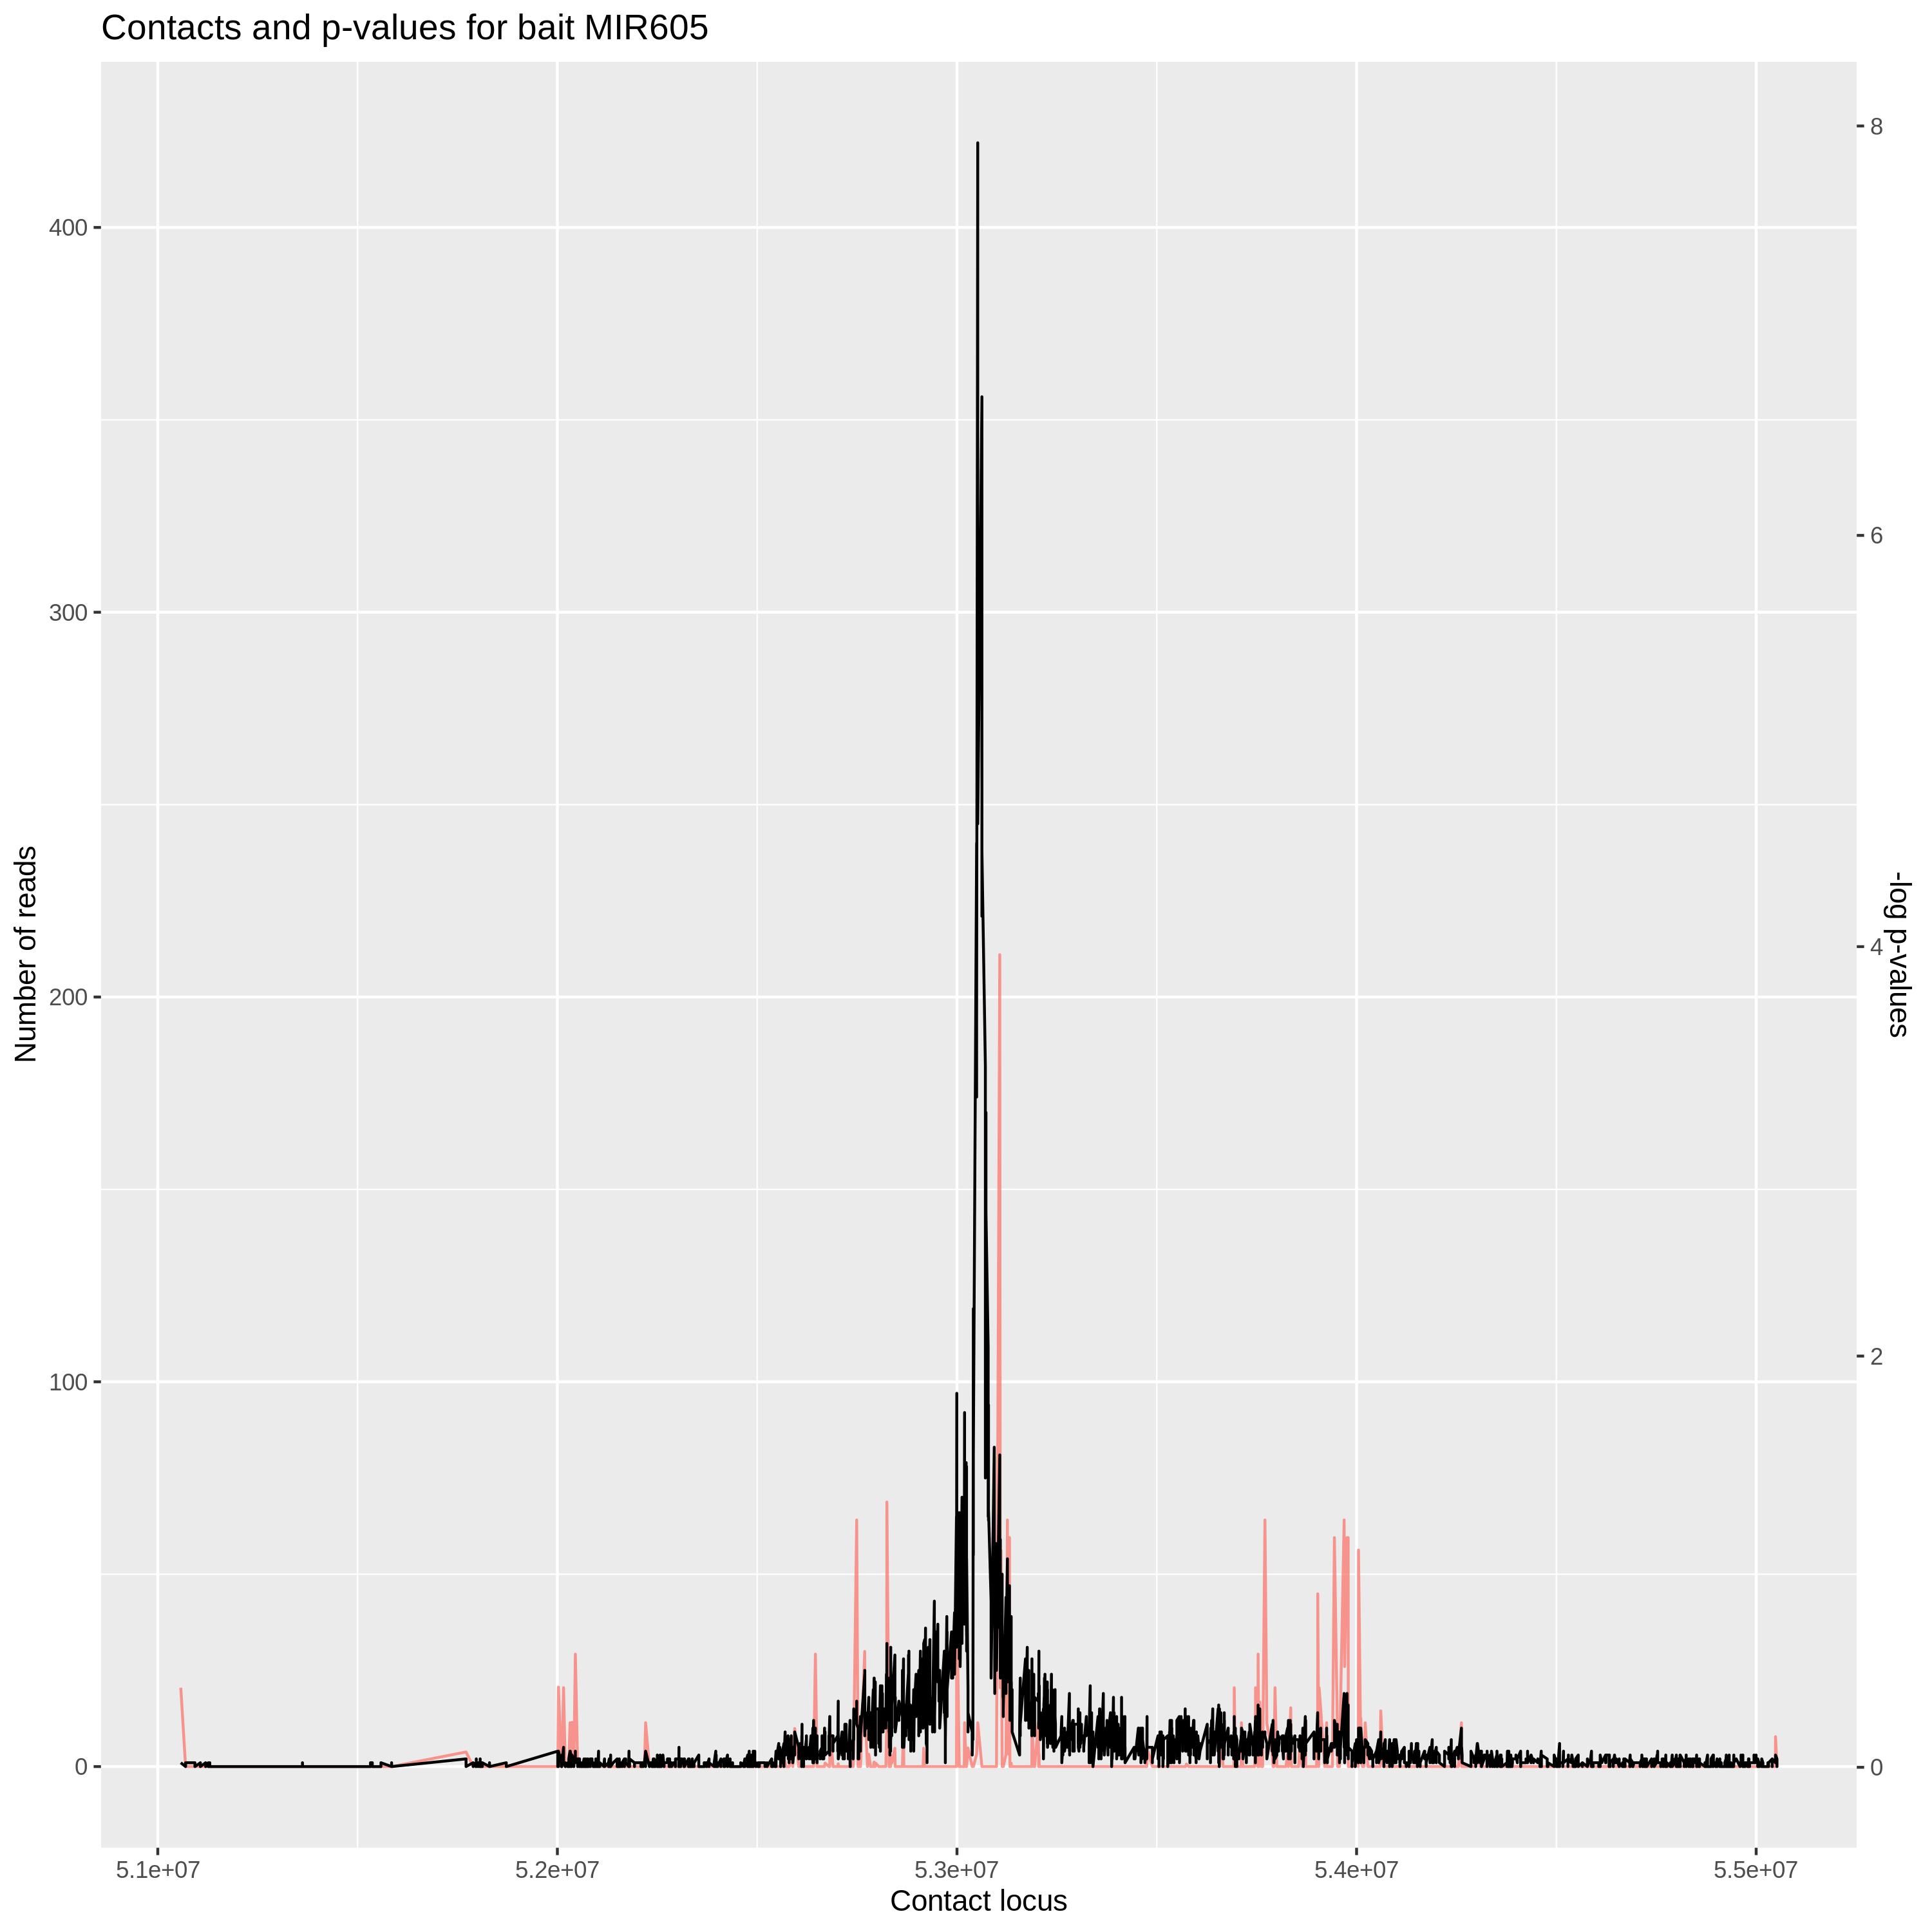 Contacts and p-values for bait MIR605
Number of reads
400
300
200
100
0
8
6
4
2
0
-log p-values
5.1e+07
5.2e+07
5.3e+07
5.4e+07
5.5e+07
Contact locus